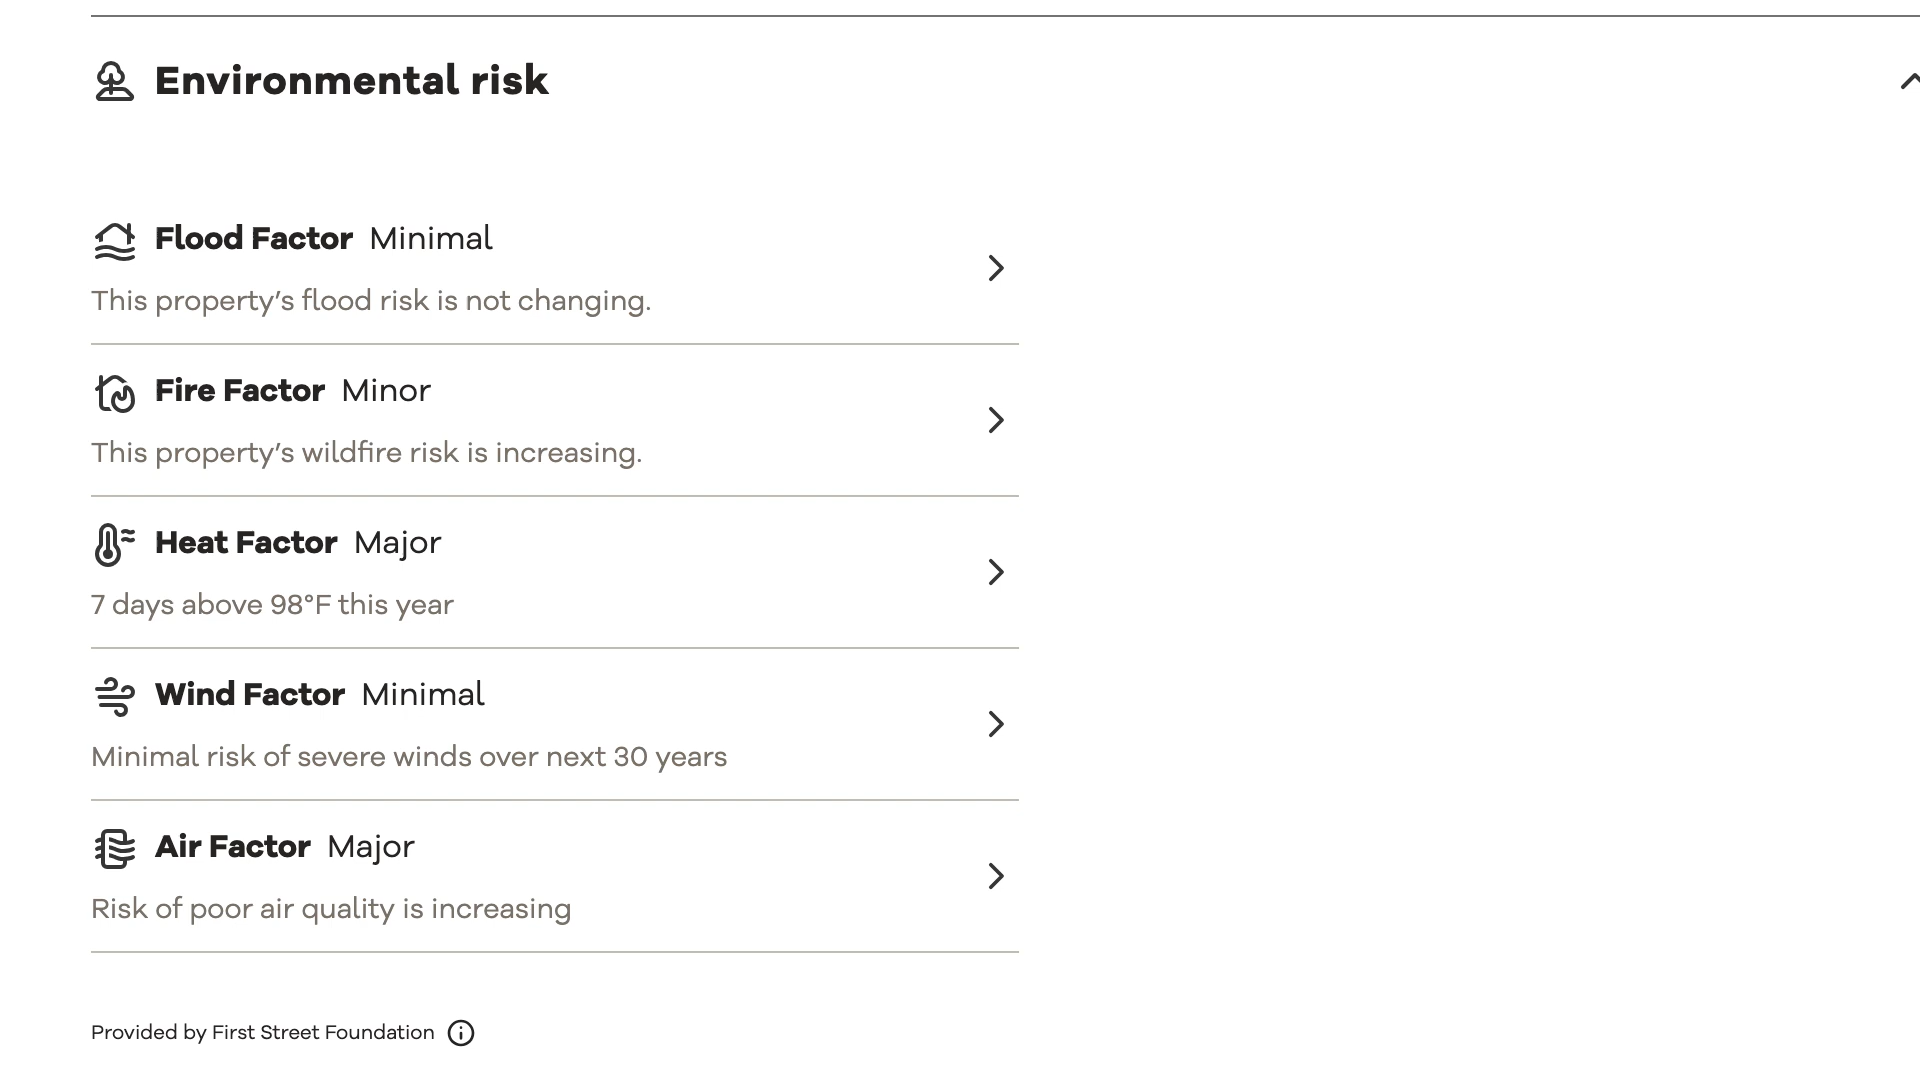 Environmental risk
Flood Factor Minimal
This property’s flood risk is not changing.
Fire Factor Minor
This property’s wildfire risk is increasing.
Heat Factor Major
7 days above 98°F this year
Wind Factor Minimal
Minimal risk of severe winds over next 30 years
Air Factor Major
Risk of poor air quality is increasing
Provided by First Street Foundation